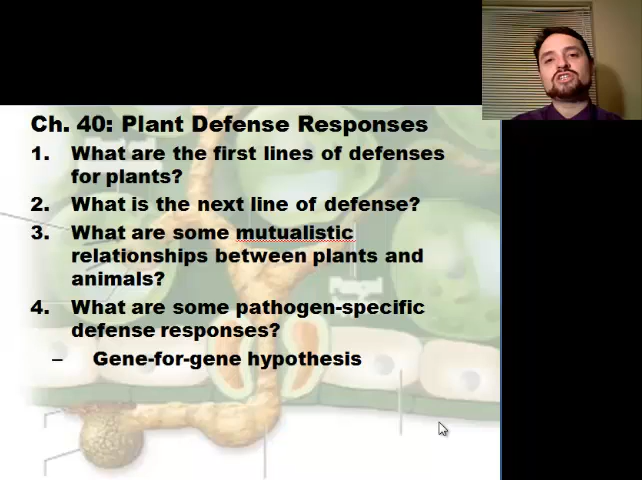 Ch. 40: Plant Defense Responses
1. What are the first lines of defenses
for plants?
2. What is the next line of defense?
3. What are some mutualistic
relationships between plants and
animals?
4. What are some pathogen-specific
defense responses?
– Gene-for-gene hypothesis